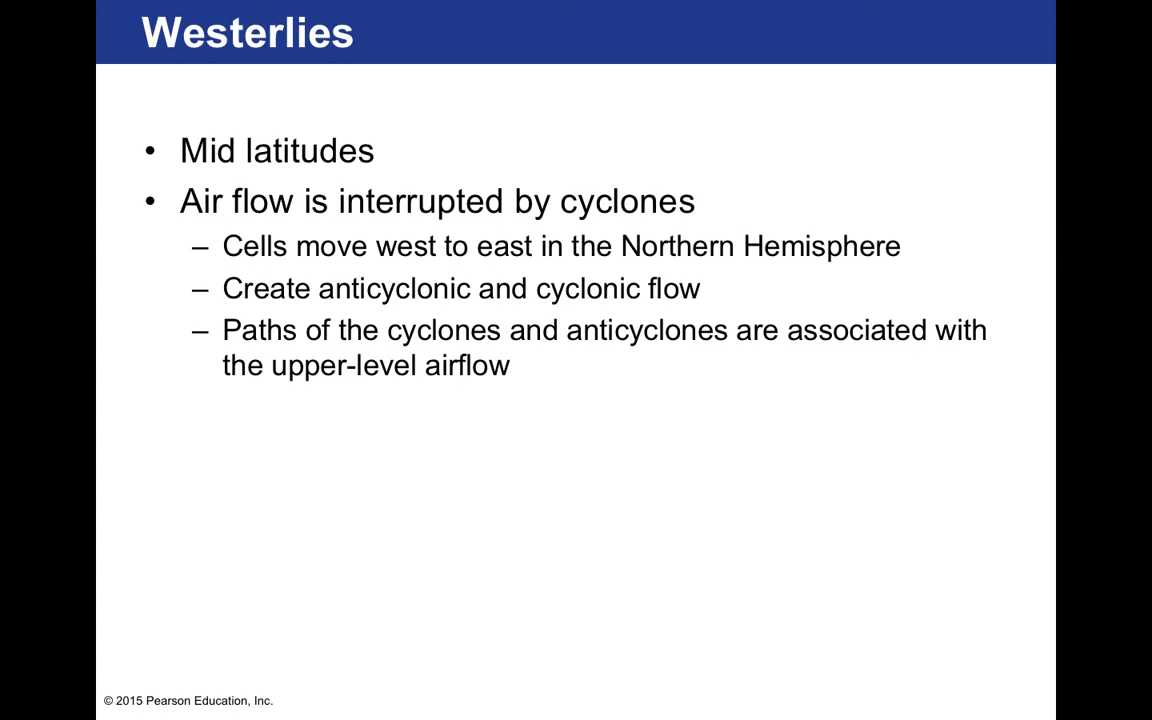 Westerlies
• Mid latitudes
• Air flow is interrupted by cyclones
– Cells move west to east in the Northern Hemisphere
– Create anticyclonic and cyclonic flow
– Paths of the cyclones and anticyclones are associated with
the upper-level airflow
© 2015 Pearson Education, Inc.